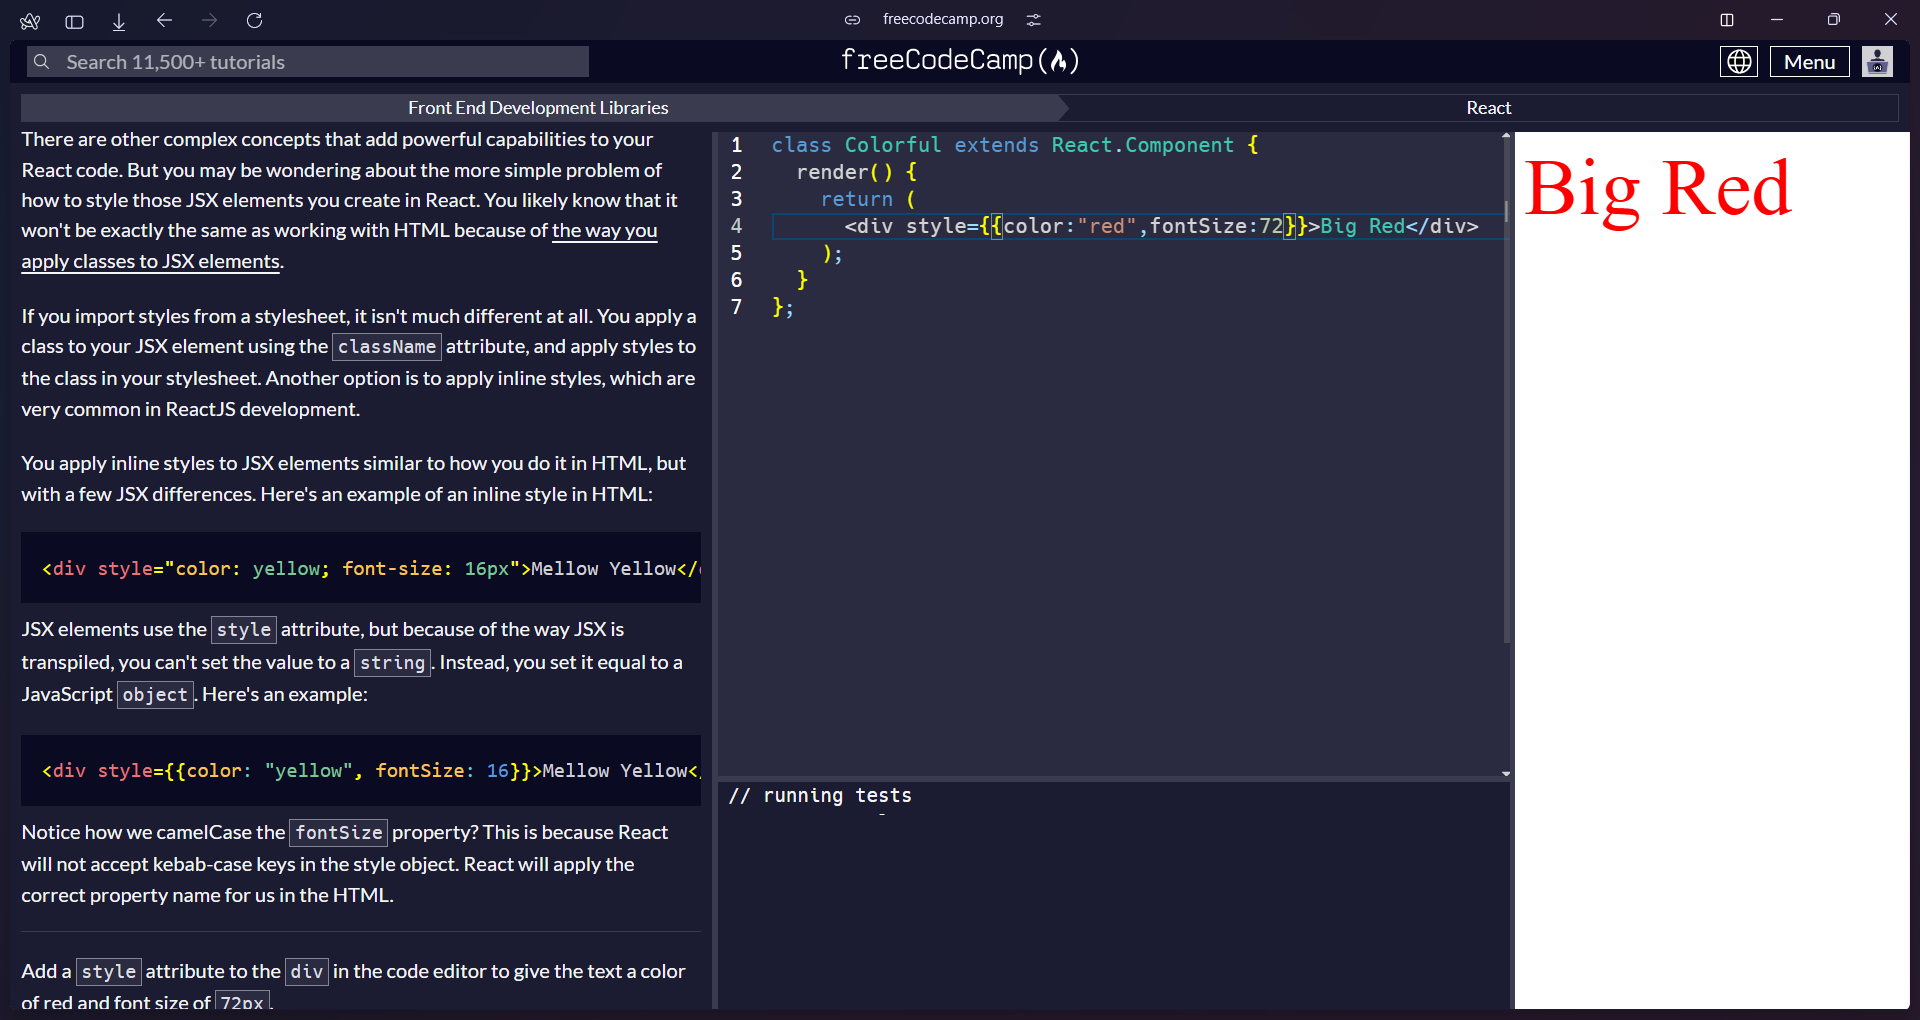 freecodecamp.org
Search 11,500+ tutorials
freeCodeCamp(🔥)
Menu
Front End Development Libraries
React
There are other complex concepts that add powerful capabilities to your
React code. But you may be wondering about the more simple problem of
how to style those JSX elements you create in React. You likely know that it
won't be exactly the same as working with HTML because of the way you
apply classes to JSX elements.
If you import styles from a stylesheet, it isn't much different at all. You apply a
class to your JSX element using the className attribute, and apply styles to
the class in your stylesheet. Another option is to apply inline styles, which are
very common in ReactJS development.
You apply inline styles to JSX elements similar to how you do it in HTML, but
with a few JSX differences. Here's an example of an inline style in HTML:
<div style="color: yellow; font-size: 16px">Mellow Yellow</
JSX elements use the style attribute, but because of the way JSX is
transpiled, you can't set the value to a string. Instead, you set it equal to a
JavaScript object. Here's an example:
<div style={{color: "yellow", fontSize: 16}}>Mellow Yellow<
Notice how we camelCase the fontSize property? This is because React
will not accept kebab-case keys in the style object. React will apply the
correct property name for us in the HTML.
Add a style attribute to the div in the code editor to give the text a color
of red and font size of 72px.
1 class Colorful extends React.Component {
2 render() {
3 return (
4 <div style={{color:"red",fontSize:72}}>Big Red</div>
5 );
6 }
7 };
// running tests
Big Red